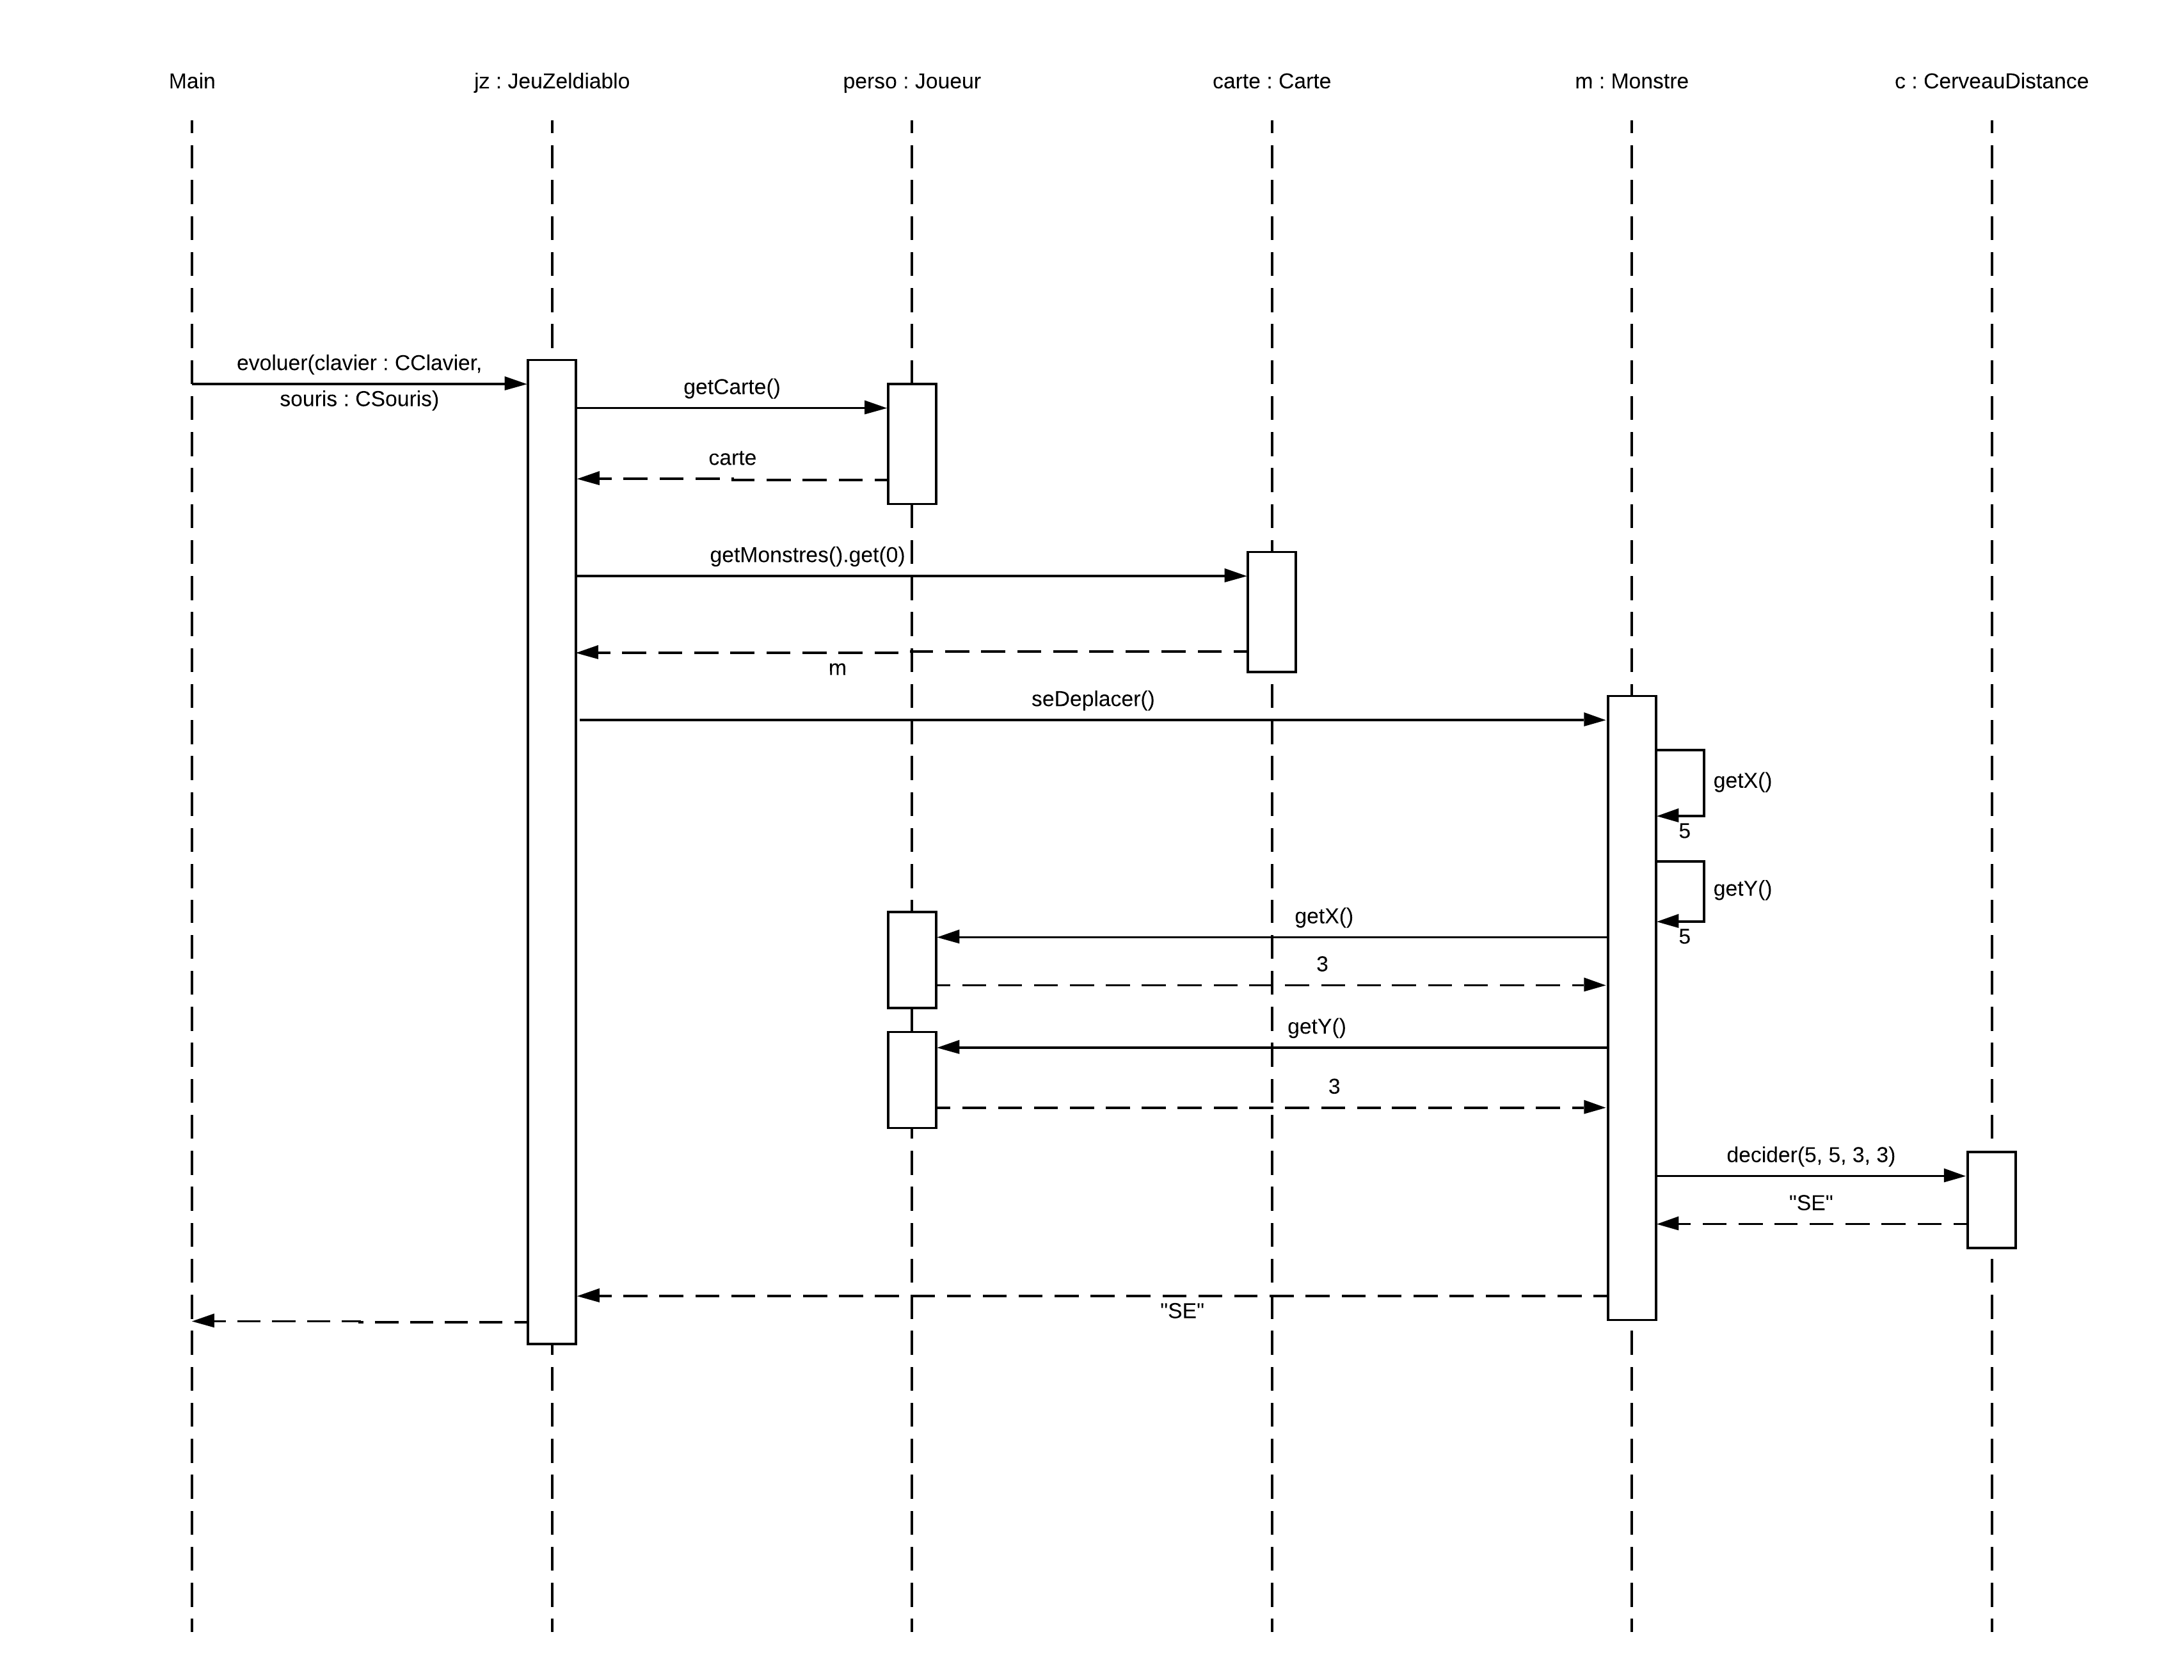 Main
jz : JeuZeldiablo
perso : Joueur
carte : Carte
m : Monstre
c : CerveauDistance
evoluer(clavier : CClavier,
souris : CSouris)
getCarte()
carte
getMonstres().get(0)
m
seDeplacer()
getX()
5
getY()
5
getX()
3
getY()
3
decider(5, 5, 3, 3)
"SE"
"SE"